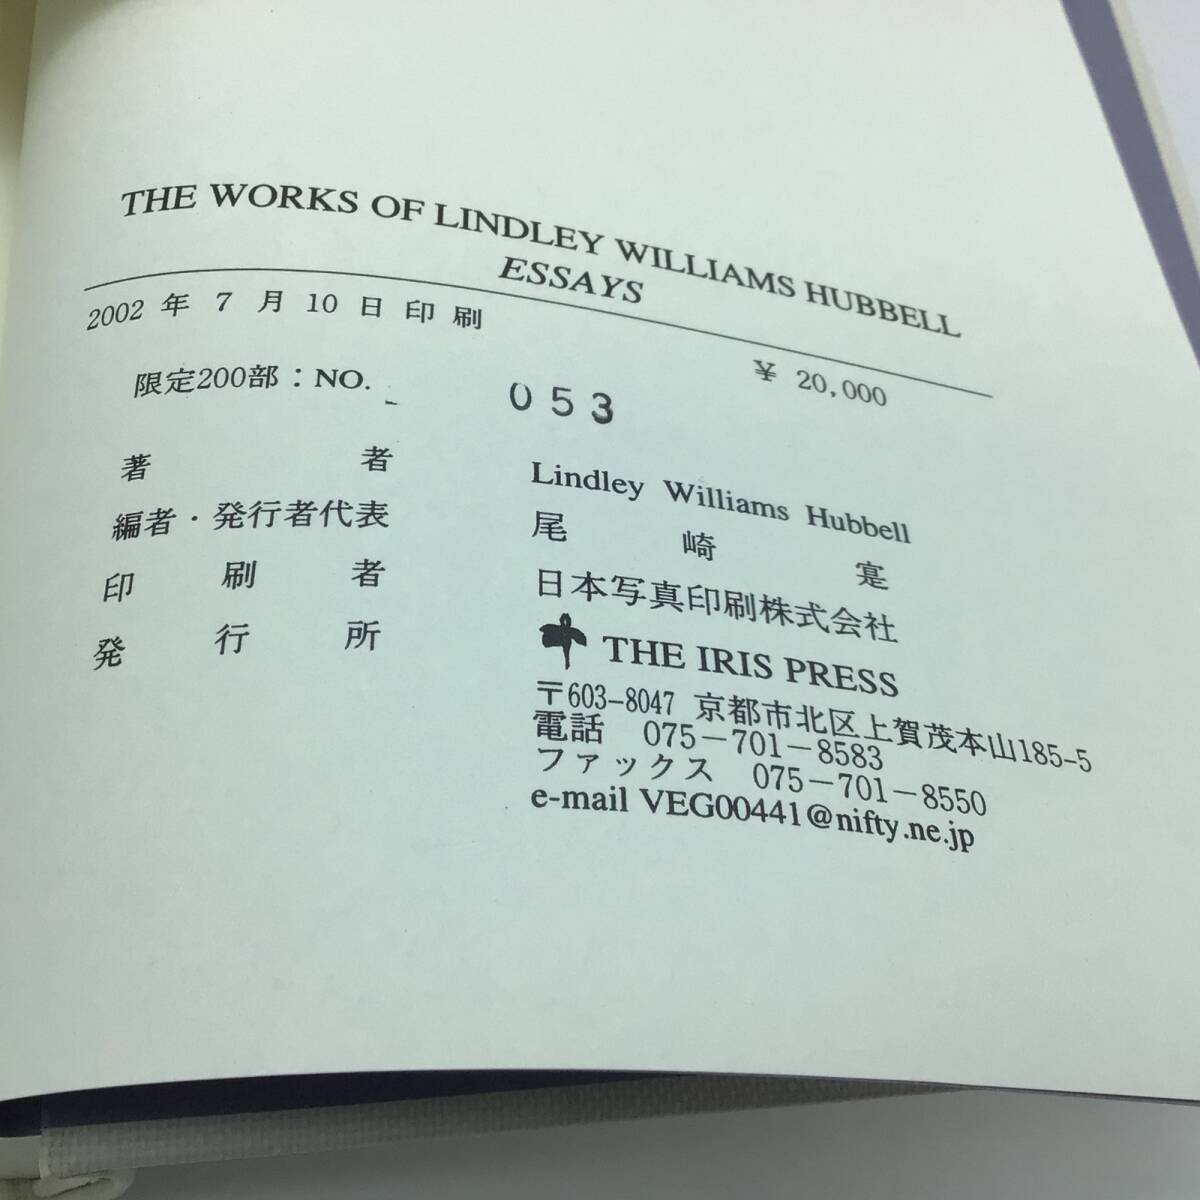 THE WORKS OF LINDLEY WILLIAMS HUBBELL
ESSAYS
2002 年 7 月 10 日 印 刷
¥ 20,000
限定200部：NO. 053
著者 Lindley Williams Hubbell
編者・発行者代表 尾崎寔
印刷者 日本写真印刷株式会社
発行所 THE IRIS PRESS
〒603-8047 京都市北区上賀茂本山185-5
電話 075-701-8583
ファックス 075-701-8550
e-mail VEG00441@nifty.ne.jp